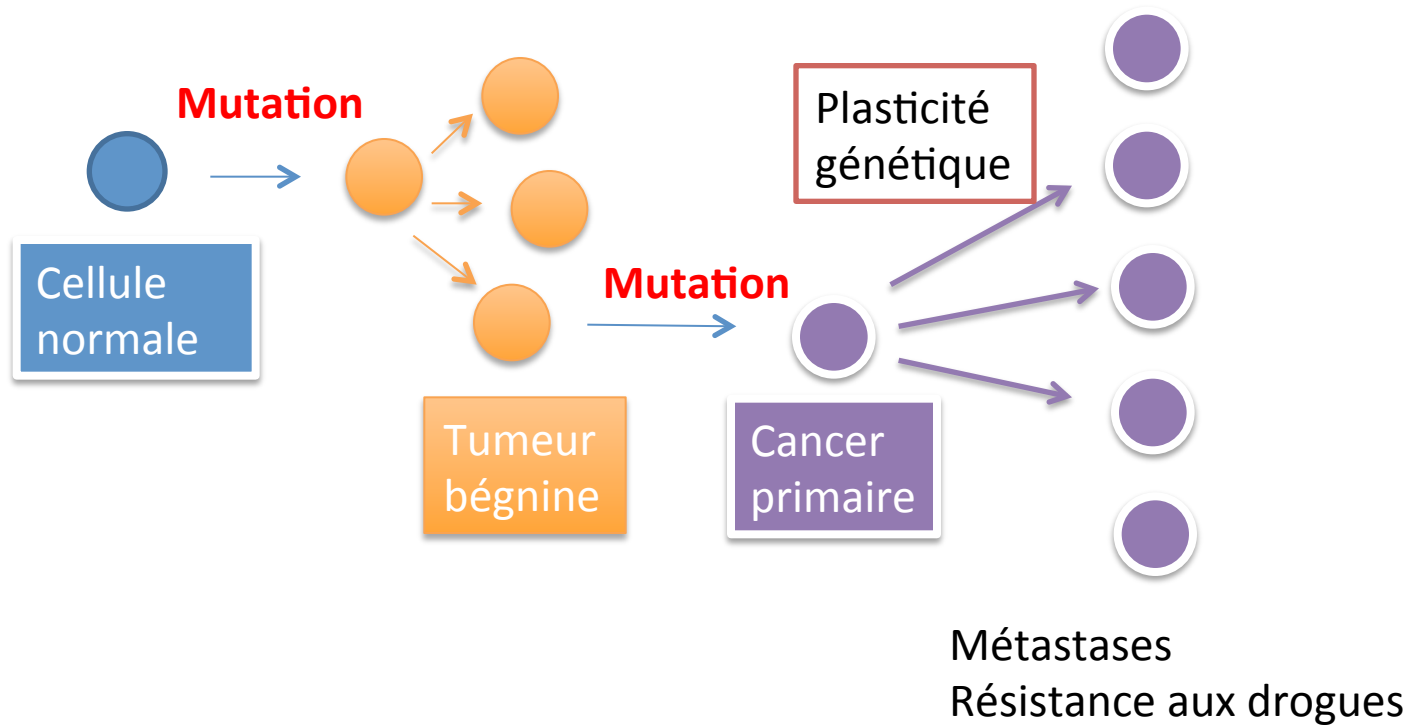 Mutation
Cellule
normale
Tumeur
bégnine
Mutation
Cancer
primaire
Plasticité
génétique
Métastases
Résistance aux drogues